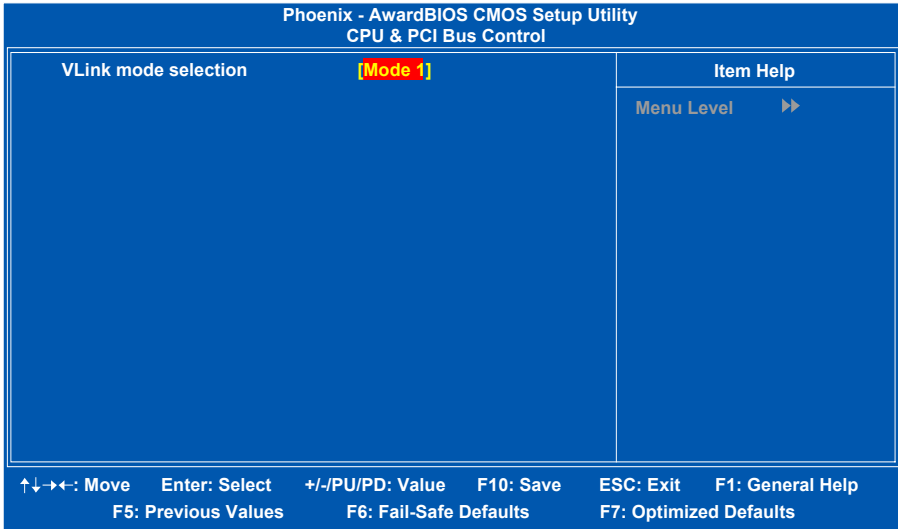 Phoenix - AwardBIOS CMOS Setup Utility
CPU & PCI Bus Control
VLink mode selection [Mode 1]
Item Help
Menu Level ►►
↑↓→←: Move Enter: Select +/-/PU/PD: Value F10: Save ESC: Exit F1: General Help
F5: Previous Values F6: Fail-Safe Defaults F7: Optimized Defaults